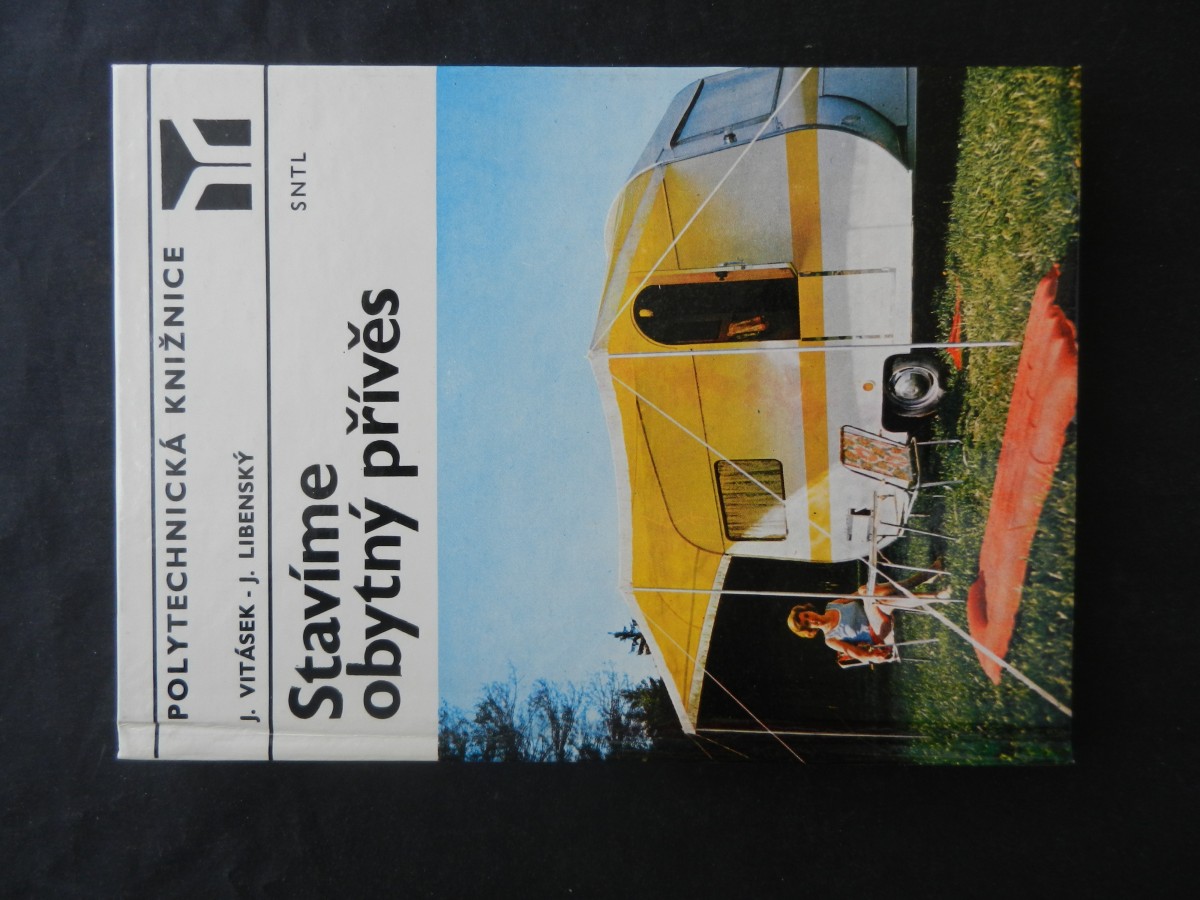 POLYTECHNICKÁ KNIŽNICE
J. VITÁSEK - J. LIBENSKÝ
SNTL
Stavíme
obytný přívěs